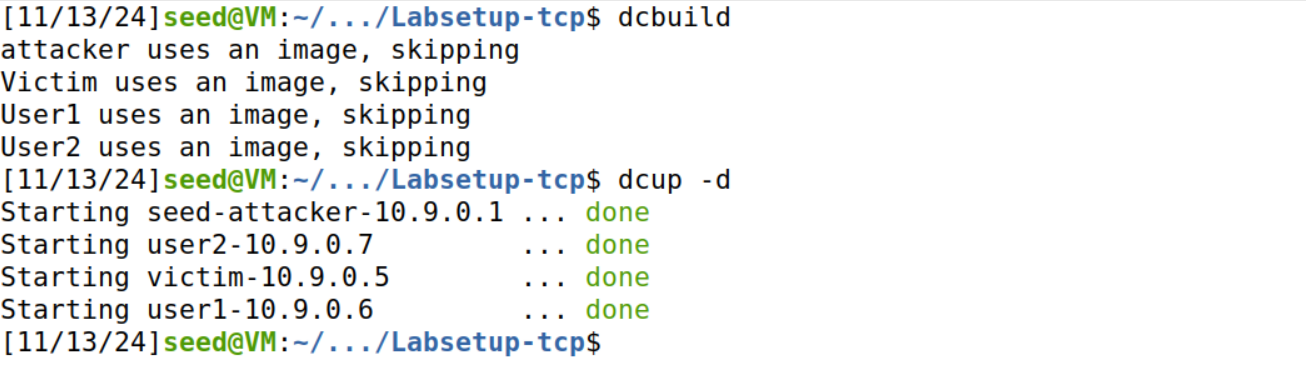 [11/13/24]seed@VM:~/.../Labsetup-tcp$ dcbuild
attacker uses an image, skipping
Victim uses an image, skipping
User1 uses an image, skipping
User2 uses an image, skipping
[11/13/24]seed@VM:~/.../Labsetup-tcp$ dcup -d
Starting seed-attacker-10.9.0.1 ... done
Starting user2-10.9.0.7         ... done
Starting victim-10.9.0.5        ... done
Starting user1-10.9.0.6         ... done
[11/13/24]seed@VM:~/.../Labsetup-tcp$